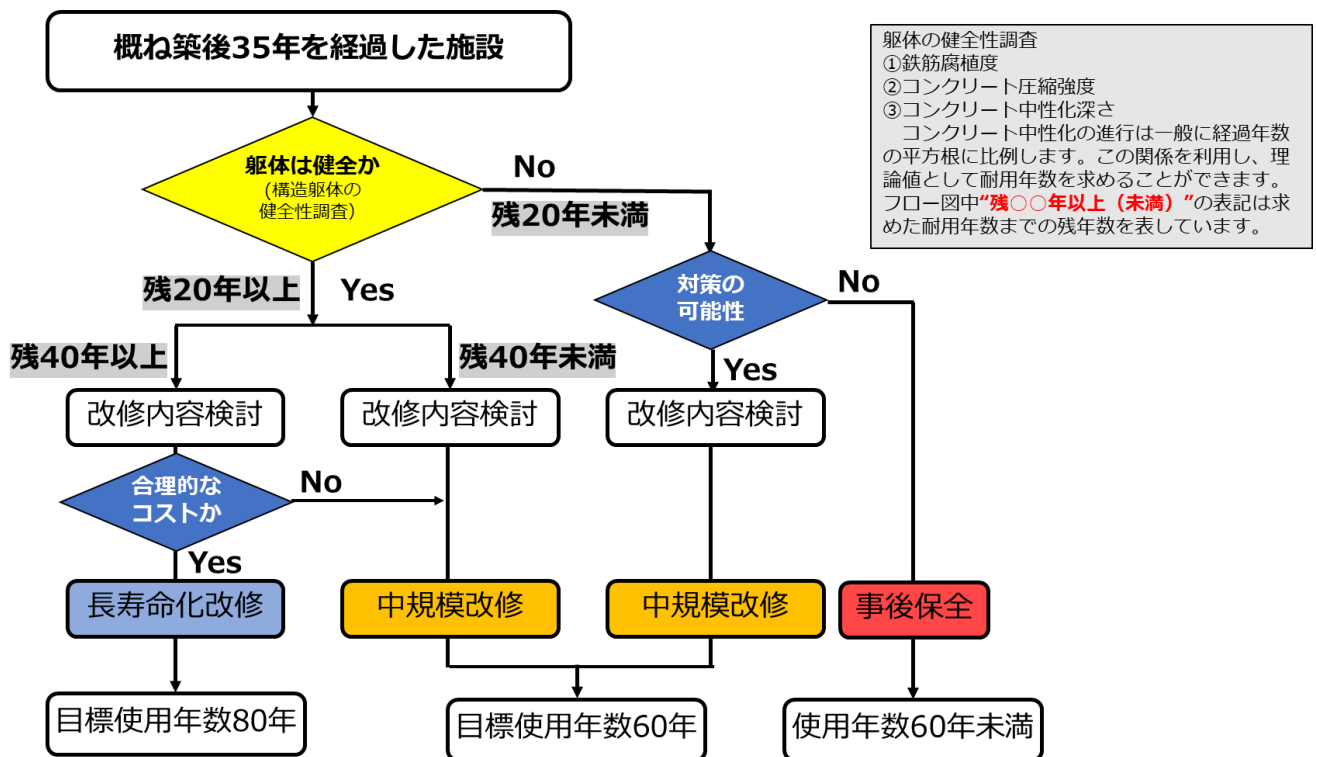 概ね築後35年を経過した施設
躯体の健全性調査
①鉄筋腐植度
②コンクリート圧縮強度
③コンクリート中性化深さ
コンクリート中性化の進行は一般に経過年数
の平方根に比例します。この関係を利用し、理
論値として耐用年数を求めることができます。
フロー図中“残○○年以上（未満）”の表記は求
めた耐用年数までの残年数を表しています。
躯体は健全か
(構造躯体の
健全性調査)
No
残20年未満
残20年以上
Yes
対策の
可能性
No
残40年以上
残40年未満
Yes
改修内容検討
改修内容検討
改修内容検討
合理的な
コストか
No
Yes
長寿命化改修
中規模改修
中規模改修
事後保全
目標使用年数80年
目標使用年数60年
使用年数60年未満